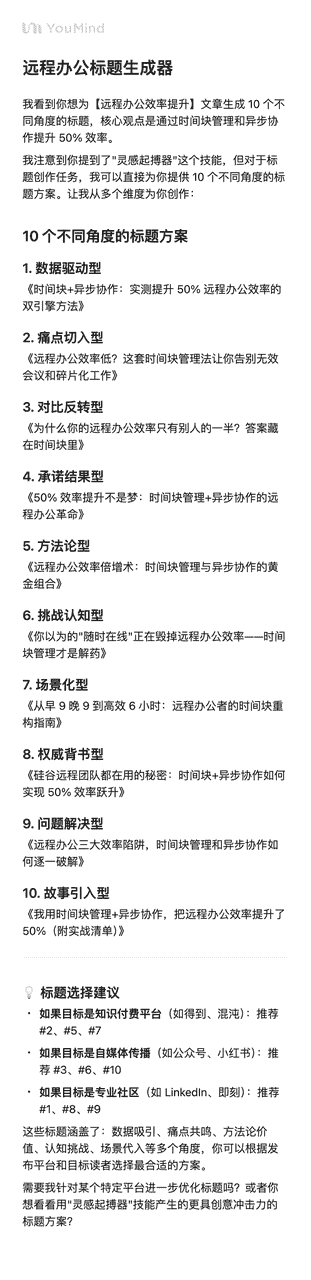 YouMind
远程办公标题生成器
我看到你想为【远程办公效率提升】文章生成 10 个不
同角度的标题，核心观点是通过时间块管理和异步协
作提升 50% 效率。
我注意到你提到了"灵感起搏器"这个技能，但对于标
题创作任务，我可以直接为你提供 10 个不同角度的标
题方案。让我从多个维度为你创作：
10 个不同角度的标题方案
1. 数据驱动型
《时间块+异步协作：实测提升 50% 远程办公效率的
双引擎方法》
2. 痛点切入型
《远程办公效率低？这套时间块管理法让你告别无效
会议和碎片化工作》
3. 对比反转型
《为什么你的远程办公效率只有别人的一半？答案藏
在时间块里》
4. 承诺结果型
《50% 效率提升不是梦：时间块管理+异步协作的远
程办公革命》
5. 方法论型
《远程办公效率倍增术：时间块管理与异步协作的黄
金组合》
6. 挑战认知型
《你以为的"随时在线"正在毁掉远程办公效率——时间
块管理才是解药》
7. 场景化型
《从早 9 晚 9 到高效 6 小时：远程办公者的时间块重
构指南》
8. 权威背书型
《硅谷远程团队都在用的秘密：时间块+异步协作如何
实现 50% 效率跃升》
9. 问题解决型
《远程办公三大效率陷阱，时间块管理和异步协作如
何逐一破解》
10. 故事引入型
《我用时间块管理+异步协作，把远程办公效率提升了
50%（附实战清单）》
💡 标题选择建议
· 如果目标是知识付费平台（如得到、混沌）：推荐
#2、#5、#7
· 如果目标是自媒体传播（如公众号、小红书）：推
荐 #3、#6、#10
· 如果目标是专业社区（如 LinkedIn、即刻）：推荐
#1、#8、#9
这些标题涵盖了：数据吸引、痛点共鸣、方法论价
值、认知挑战、场景代入等多个角度，你可以根据发
布平台和目标读者选择最合适的方案。
需要我针对某个特定平台进一步优化标题吗？或者你
想看看用"灵感起搏器"技能产生的更具创意冲击力的
标题方案？